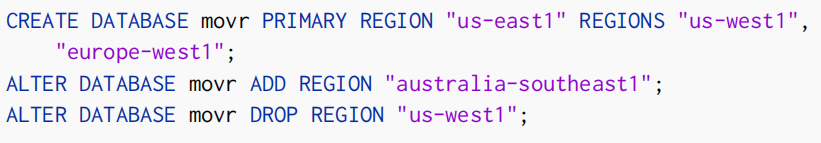 CREATE DATABASE movr PRIMARY REGION "us-east1" REGIONS "us-west1",
"europe-west1";
ALTER DATABASE movr ADD REGION "australia-southeast1";
ALTER DATABASE movr DROP REGION "us-west1";